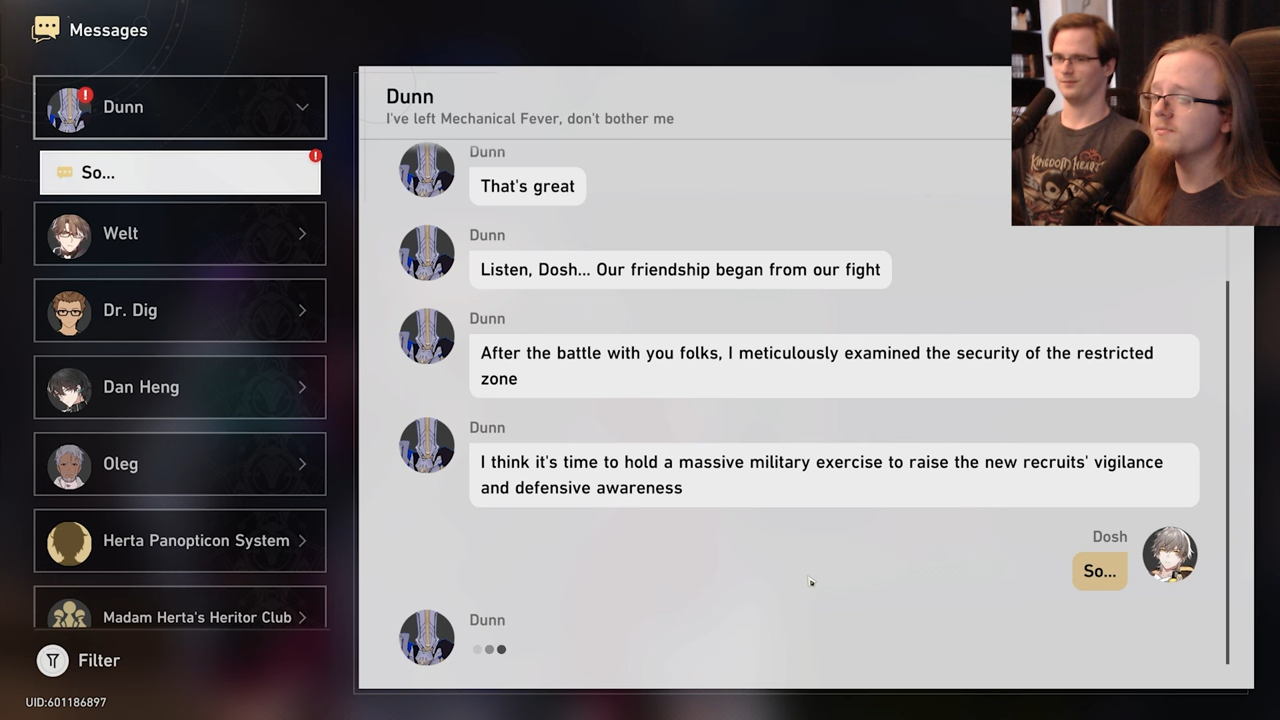 Messages
Dunn
So...
Welt
Dr. Dig
Dan Heng
Oleg
Herta Panopticon System
Madam Herta's Heritor Club
Filter
UID:601186897
Dunn
I've left Mechanical Fever, don't bother me
Dunn
That's great
Dunn
Listen, Dosh... Our friendship began from our fight
Dunn
After the battle with you folks, I meticulously examined the security of the restricted
zone
Dunn
I think it's time to hold a massive military exercise to raise the new recruits' vigilance
and defensive awareness
Dosh
So...
Dunn
KINGDOM HEARTS